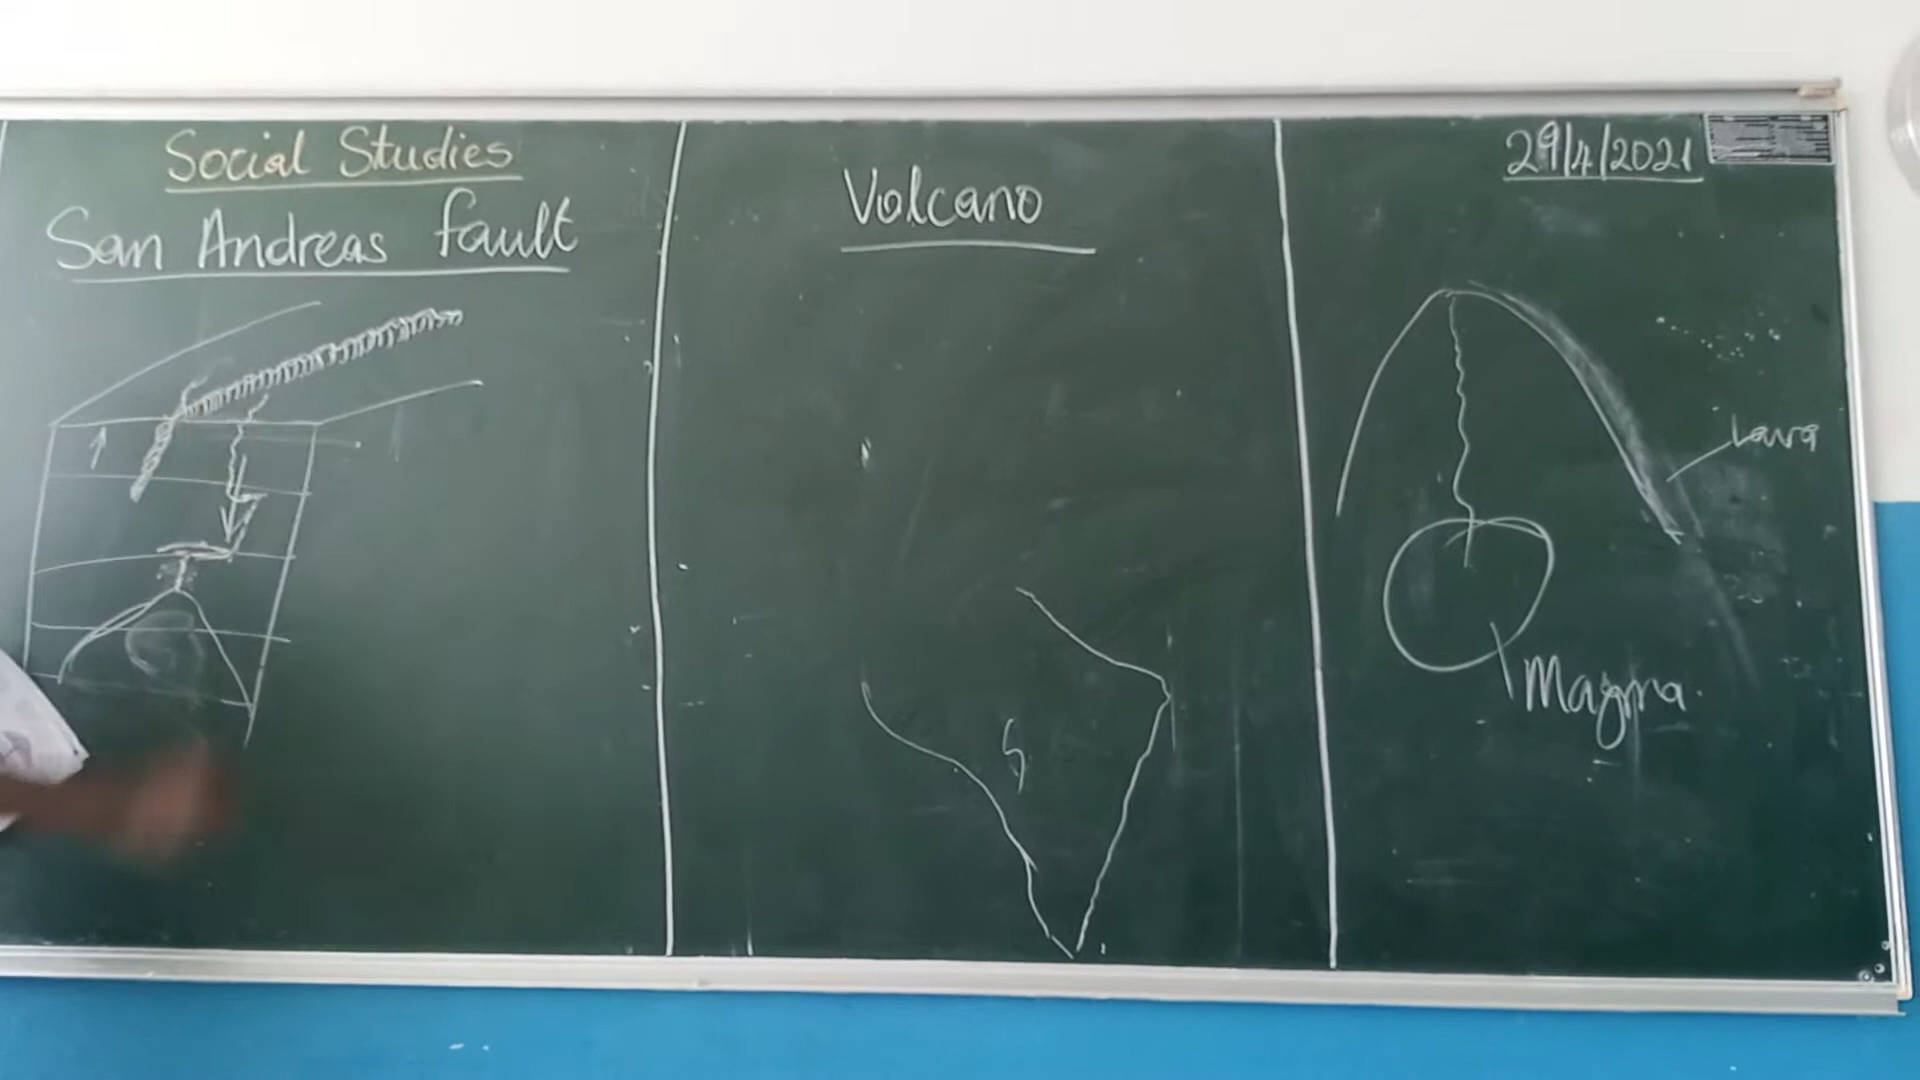 Social Studies
San Andreas fault
Volcano
S
29/4/2021
Lava
Magma